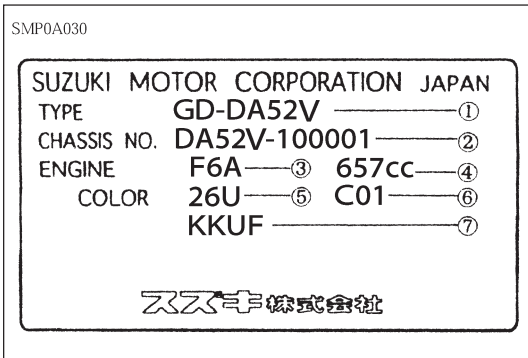 SMP0A030
SUZUKI MOTOR CORPORATION JAPAN
TYPE GD-DA52V ①
CHASSIS NO. DA52V-100001 ②
ENGINE F6A ③ 657cc ④
COLOR 26U ⑤ C01 ⑥
KKUF ⑦
スズキ株式会社